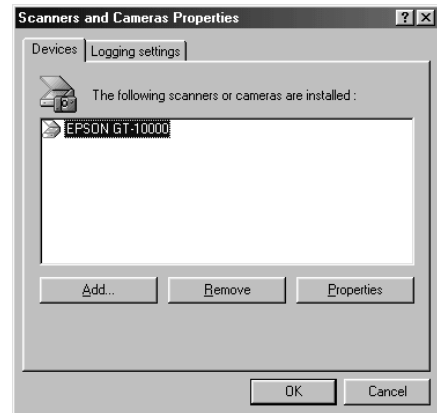 Scanners and Cameras Properties
Devices Logging settings
The following scanners or cameras are installed :
EPSON GT-10000
Add... Remove Properties
OK Cancel